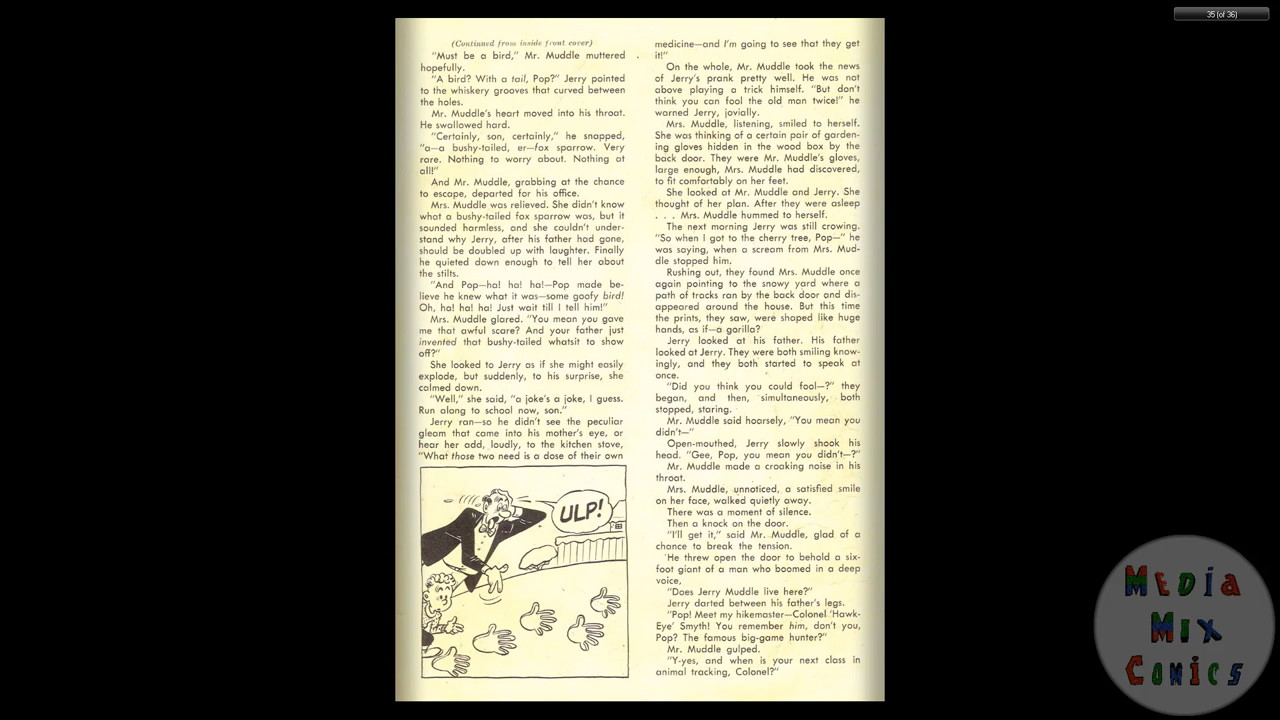 35 (of 36)
(Continued from inside front cover)
"Must be a bird," Mr. Muddle muttered
hopefully.
"A bird? With a tail, Pop?" Jerry pointed
to the whiskery grooves that curved between
the holes.
Mr. Muddle's heart moved into his throat.
He swallowed hard.
"Certainly, son, certainly," he snapped,
"a—a bushy-tailed, er—fox sparrow. Very
rare. Nothing to worry about. Nothing at
all!"
And Mr. Muddle, grabbing at the chance
to escape, departed for his office.
Mrs. Muddle was relieved. She didn't know
what a bushy-tailed fox sparrow was, but it
sounded harmless, and she couldn't under-
stand why Jerry, after his father had gone,
should be doubled up with laughter. Finally
he quieted down enough to tell her about
the stilts.
"And Pop—ha! ha! ha!—Pop made be-
lieve he knew what it was—some goofy bird!
Oh, ha! ha! ha! Just wait till I tell him!"
Mrs. Muddle glared. "You mean you gave
me that awful scare? And your father just
invented that bushy-tailed whatsit to show
off?"
She looked to Jerry as if she might easily
explode, but suddenly, to his surprise, she
calmed down.
"Well," she said, "a joke's a joke, I guess.
Run along to school now, son."
Jerry ran—so he didn't see the peculiar
gleam that came into his mother's eye, or
hear her add, loudly, to the kitchen stove,
"What those two need is a dose of their own
ULP!
medicine—and I'm going to see that they get
it!"
On the whole, Mr. Muddle took the news
of Jerry's prank pretty well. He was not
above playing a trick himself. "But don't
think you can fool the old man twice!" he
warned Jerry, jovially.
Mrs. Muddle, listening, smiled to herself.
She was thinking of a certain pair of garden-
ing gloves hidden in the wood box by the
back door. They were Mr. Muddle's gloves,
large enough, Mrs. Muddle had discovered,
to fit comfortably on her feet.
She looked at Mr. Muddle and Jerry. She
thought of her plan. After they were asleep
. . . Mrs. Muddle hummed to herself.
The next morning Jerry was still crowing.
"So when I got to the cherry tree, Pop—" he
was saying, when a scream from Mrs. Mud-
dle stopped him.
Rushing out, they found Mrs. Muddle once
again pointing to the snowy yard where a
path of tracks ran by the back door and dis-
appeared around the house. But this time
the prints, they saw, were shaped like huge
hands, as if—a gorilla?
Jerry looked at his father. His father
looked at Jerry. They were both smiling know-
ingly, and they both started to speak at
once.
"Did you think you could fool—?" they
began, and then, simultaneously, both
stopped, staring.
Mr. Muddle said hoarsely, "You mean you
didn't—"
Open-mouthed, Jerry slowly shook his
head. "Gee, Pop, you mean you didn't—?"
Mr. Muddle made a croaking noise in his
throat.
Mrs. Muddle, unnoticed, a satisfied smile
on her face, walked quietly away.
There was a moment of silence.
Then a knock on the door.
"I'll get it," said Mr. Muddle, glad of a
chance to break the tension.
He threw open the door to behold a six-
foot giant of a man who boomed in a deep
voice,
"Does Jerry Muddle live here?"
Jerry darted between his father's legs.
"Pop! Meet my hikemaster—Colonel 'Hawk-
Eye' Smyth! You remember him, don't you,
Pop? The famous big-game hunter?"
Mr. Muddle gulped.
"Y-yes, and when is your next class in
animal tracking, Colonel?"
MEDIA
MIX
COMICS